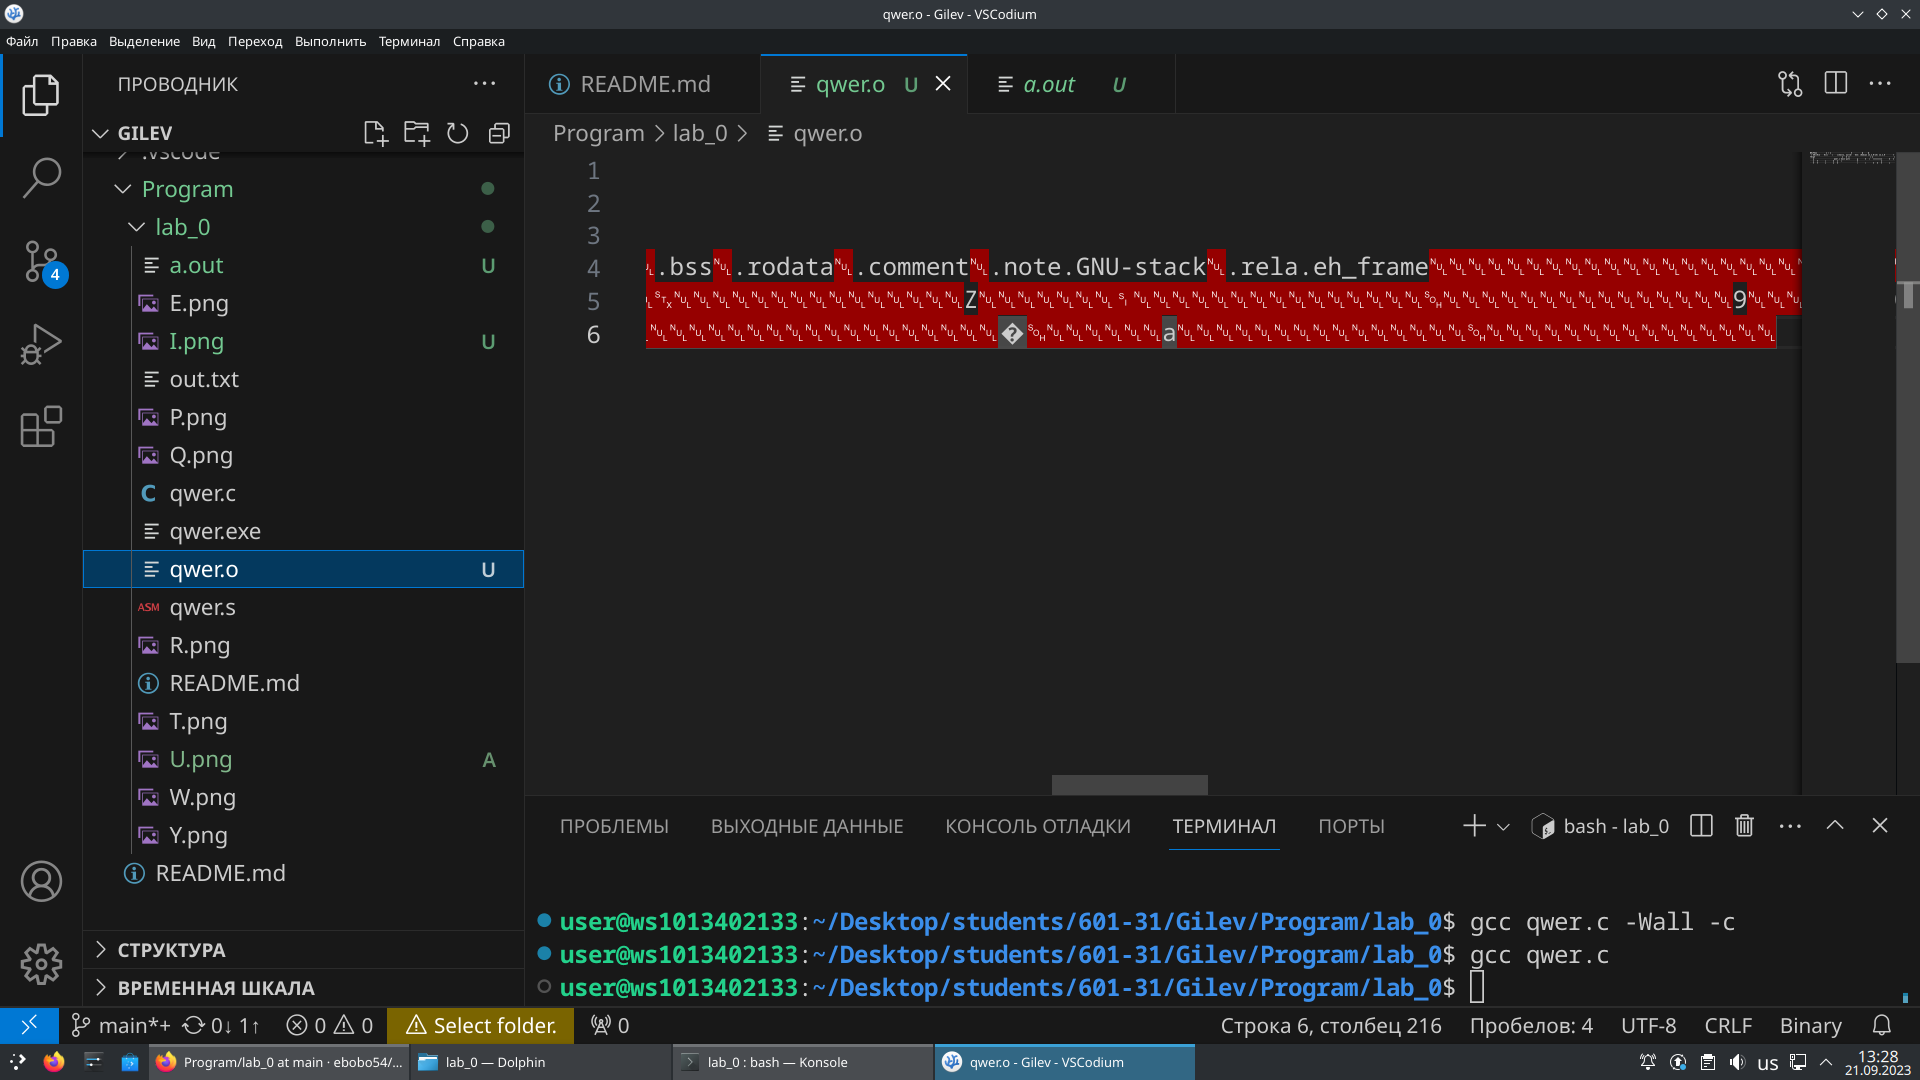 qwer.o - Gilev - VSCodium
Файл Правка Выделение Вид Переход Выполнить Терминал Справка
ПРОВОДНИК
GILEV
.vscode
Program
lab_0
a.out U
E.png
I.png U
out.txt
P.png
Q.png
C qwer.c
qwer.exe
qwer.o U
ASM qwer.s
R.png
README.md
T.png
U.png A
W.png
Y.png
README.md
СТРУКТУРА
ВРЕМЕННАЯ ШКАЛА
4
README.md qwer.o U a.out U
Program > lab_0 > qwer.o
1
2
3
4 .bss .rodata .comment .note.GNU-stack .rela.eh_frame
5 Z 9
6 � a
ПРОБЛЕМЫ ВЫХОДНЫЕ ДАННЫЕ КОНСОЛЬ ОТЛАДКИ ТЕРМИНАЛ ПОРТЫ bash - lab_0
user@ws1013402133:~/Desktop/students/601-31/Gilev/Program/lab_0$ gcc qwer.c -Wall -c
user@ws1013402133:~/Desktop/students/601-31/Gilev/Program/lab_0$ gcc qwer.c
user@ws1013402133:~/Desktop/students/601-31/Gilev/Program/lab_0$
main*+ 0↓ 1↑ 0 0 Select folder. 0 Строка 6, столбец 216 Пробелов: 4 UTF-8 CRLF Binary
Program/lab_0 at main · ebobo54/... lab_0 — Dolphin lab_0 : bash — Konsole qwer.o - Gilev - VSCodium us 13:28
21.09.2023